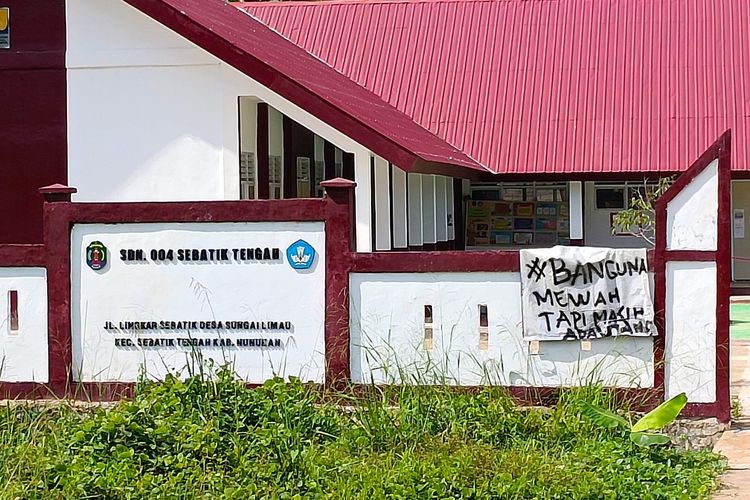 SDN. 004 SEBATIK TENGAH
JL. LINGKAR SEBATIK DESA SUNGAI LIMAU
KEC. SEBATIK TENGAH KAB. NUNUKAN
#BANGUNA
MEWAH
TAPI MASIH